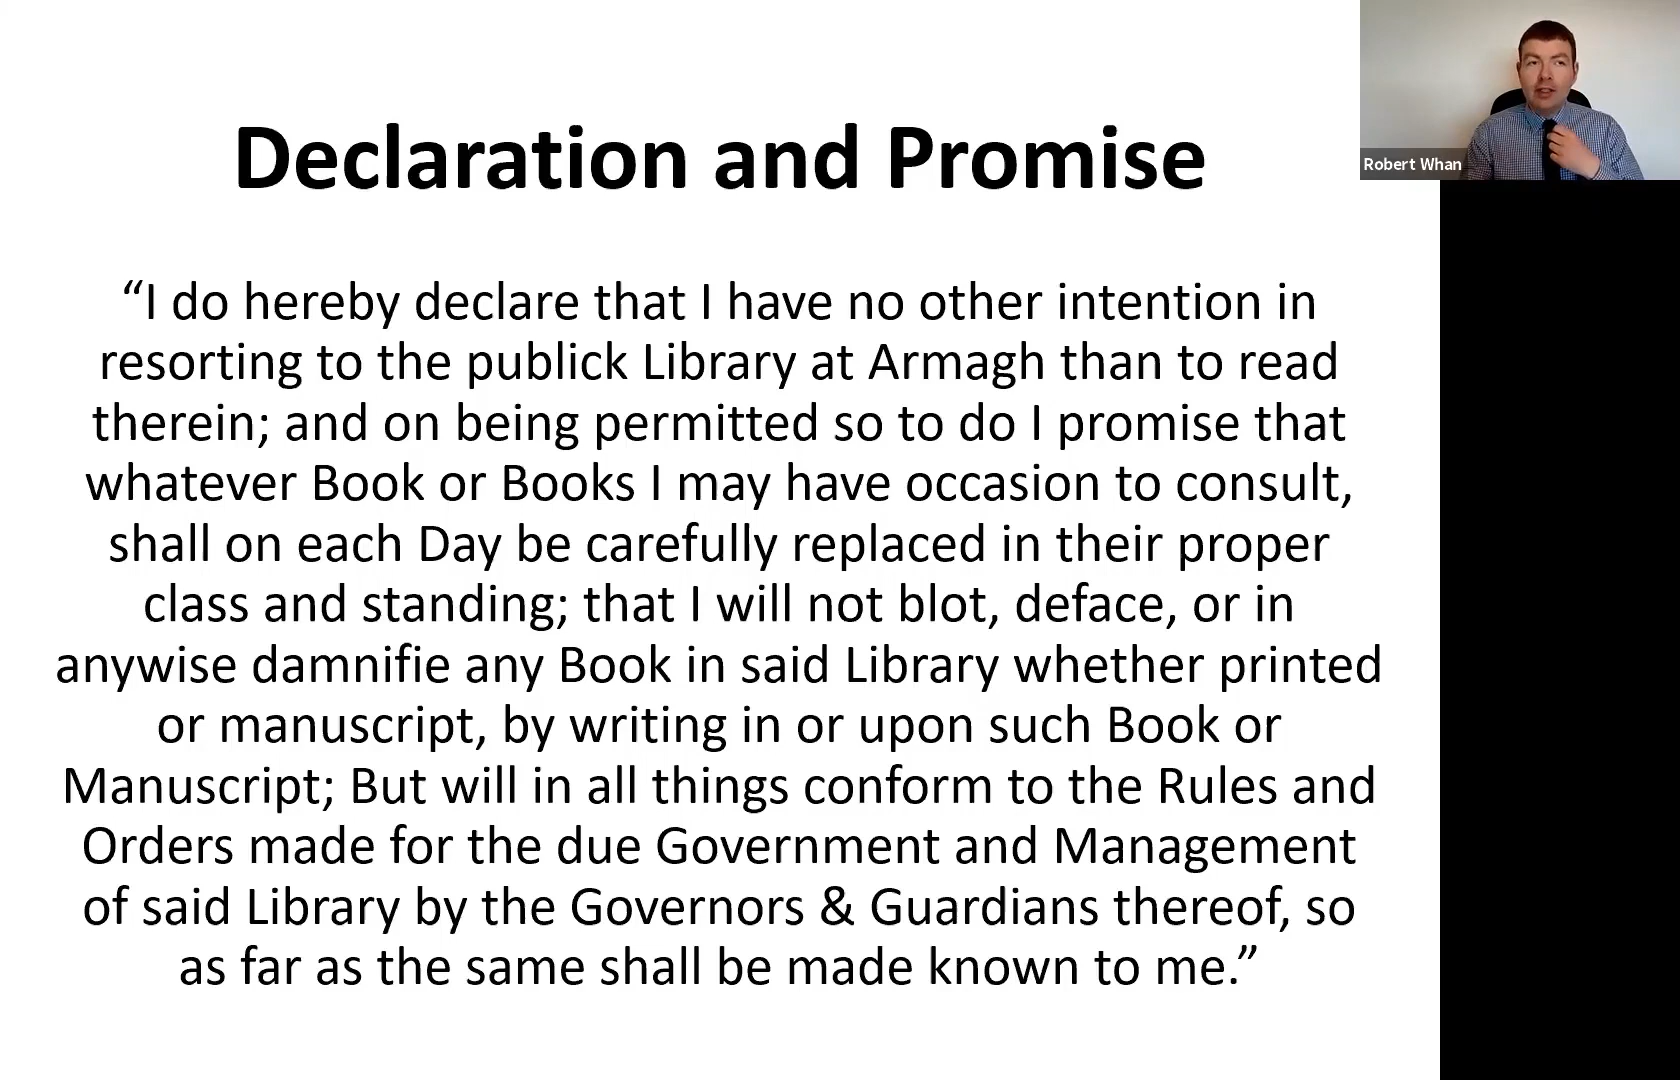 Declaration and Promise
Robert Whan
“I do hereby declare that I have no other intention in
resorting to the publick Library at Armagh than to read
therein; and on being permitted so to do I promise that
whatever Book or Books I may have occasion to consult,
shall on each Day be carefully replaced in their proper
class and standing; that I will not blot, deface, or in
anywise damnifie any Book in said Library whether printed
or manuscript, by writing in or upon such Book or
Manuscript; But will in all things conform to the Rules and
Orders made for the due Government and Management
of said Library by the Governors & Guardians thereof, so
as far as the same shall be made known to me.”